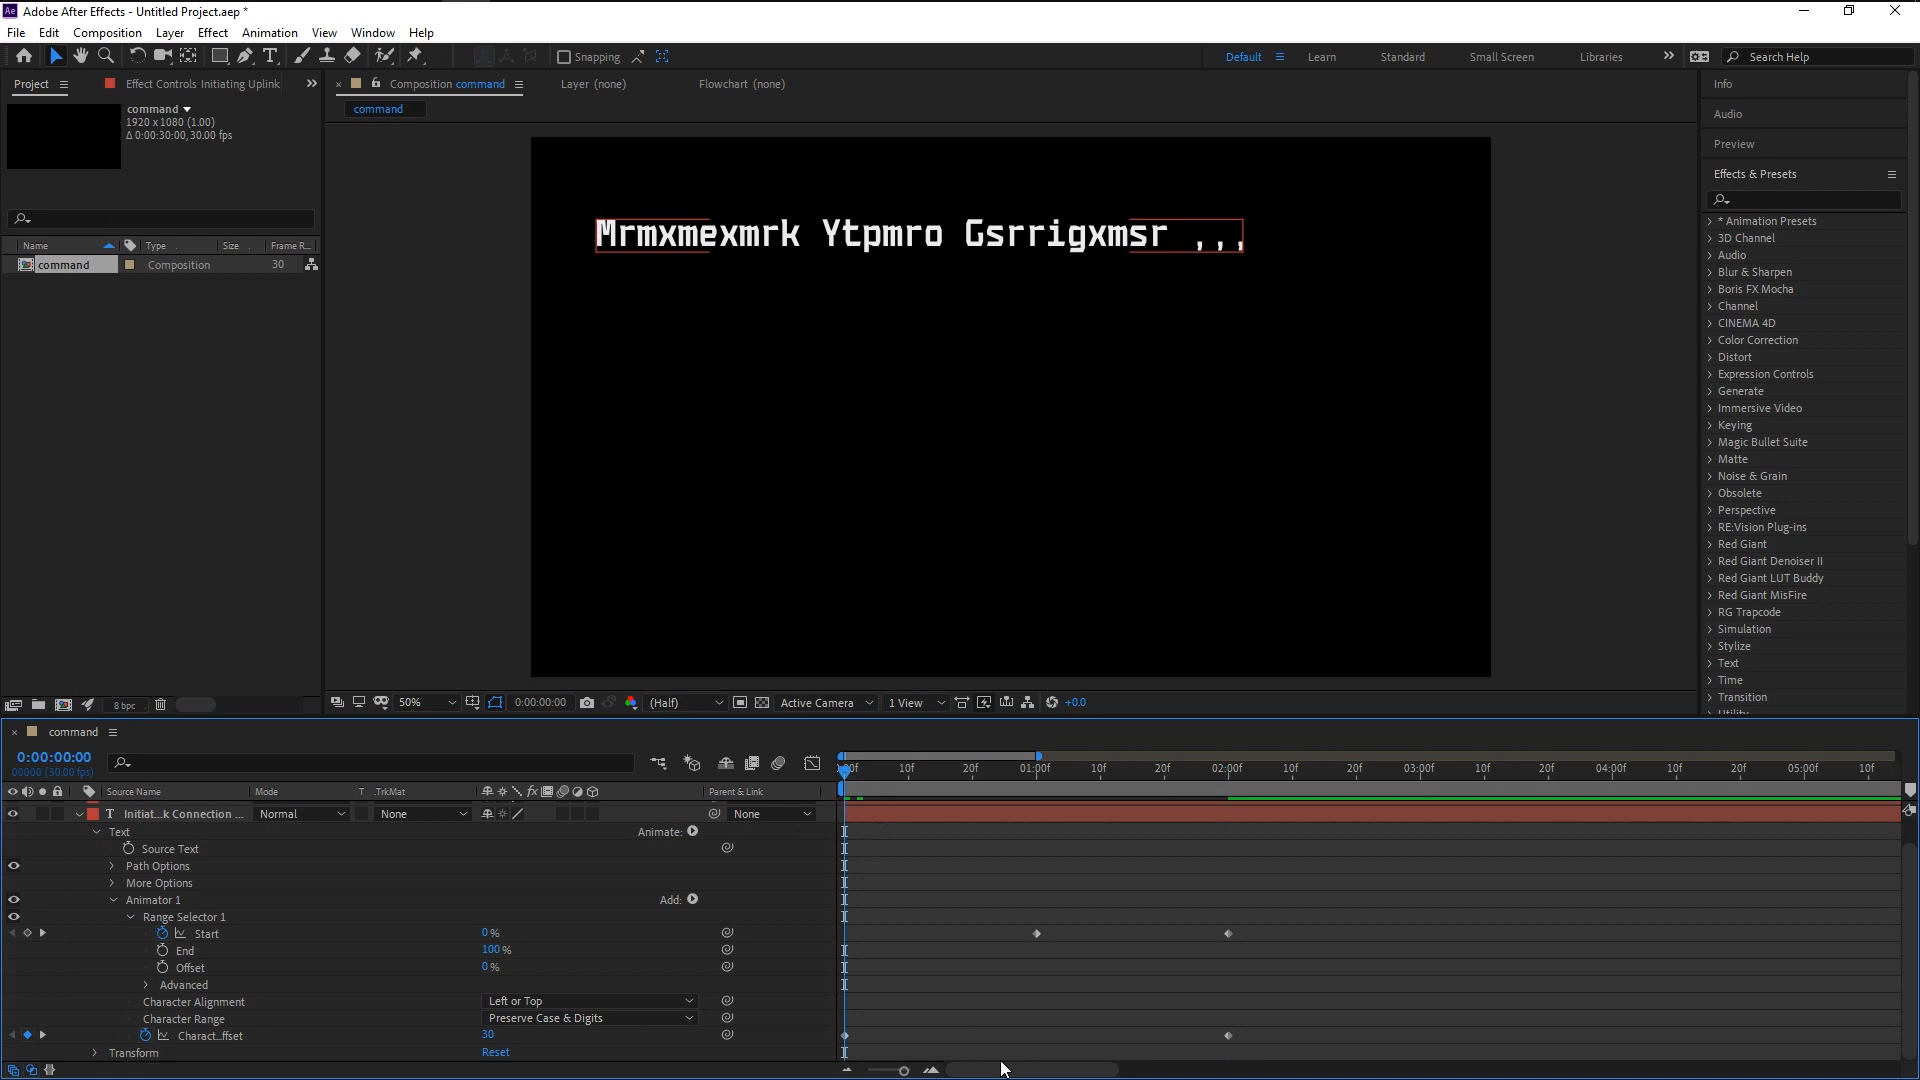 Ae Adobe After Effects - Untitled Project.aep *
File Edit Composition Layer Effect Animation View Window Help
Snapping
Default Learn Standard Small Screen Libraries Search Help
Project
Effect Controls Initiating Uplink
Composition command
Layer (none)
Flowchart (none)
command
1920 x 1080 (1.00)
Δ 0:00:30:00, 30.00 fps
Name Type Size Frame R...
command Composition 30
8 bpc
command
Mrmxmexmrk Ytpmro Gsrrigxmsr ,,,
50% 0:00:00:00 (Half) Active Camera 1 View +0.0
Info
Audio
Preview
Effects & Presets
* Animation Presets
3D Channel
Audio
Blur & Sharpen
Boris FX Mocha
Channel
CINEMA 4D
Color Correction
Distort
Expression Controls
Generate
Immersive Video
Keying
Magic Bullet Suite
Matte
Noise & Grain
Obsolete
Perspective
RE:Vision Plug-ins
Red Giant
Red Giant Denoiser II
Red Giant LUT Buddy
Red Giant MisFire
RG Trapcode
Simulation
Stylize
Text
Time
Transition
Utility
command
0:00:00:00
00000 (30.00 fps)
:00f 10f 20f 01:00f 10f 20f 02:00f 10f 20f 03:00f 10f 20f 04:00f 10f 20f 05:00f 10f
Source Name Mode T .TrkMat fx Parent & Link
T Initiat...k Connection ... Normal None None
Text Animate:
Source Text
Path Options
More Options
Animator 1 Add:
Range Selector 1
Start 0 %
End 100 %
Offset 0 %
Advanced
Character Alignment Left or Top
Character Range Preserve Case & Digits
Charact...ffset 30
Transform Reset